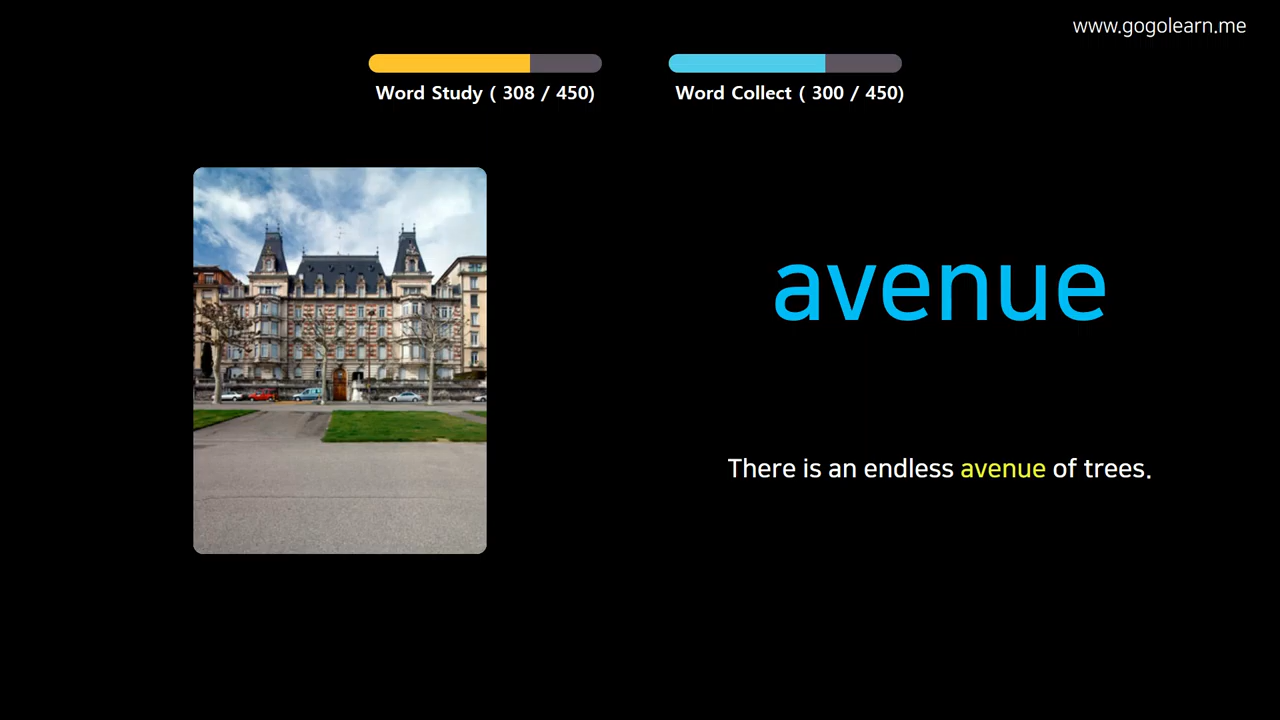 www.gogolearn.me
Word Study ( 308 / 450)
Word Collect ( 300 / 450)
avenue
There is an endless avenue of trees.